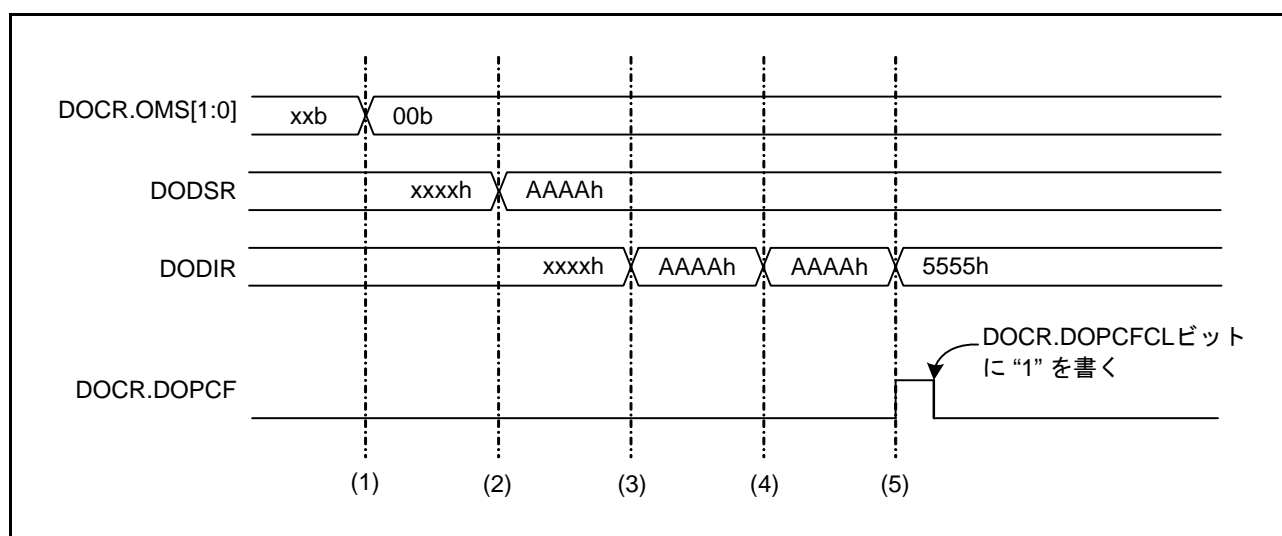 DOCR.OMS[1:0] xxb 00b
DODSR xxxxh AAAAh
DODIR xxxxh AAAAh AAAAh 5555h
DOCR.DOPCFCLビット
に “1” を書く
DOCR.DOPCF
(1) (2) (3) (4) (5)